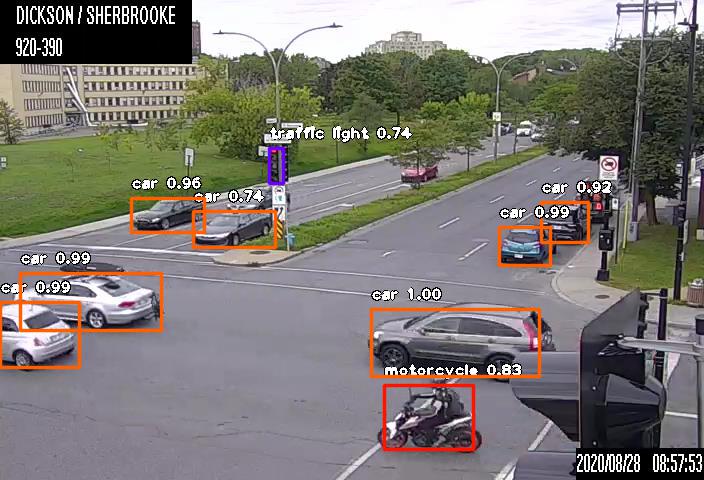 DICKSON / SHERBROOKE
920-390
traffic light 0.74
car 0.96
car 0.74
car 0.92
car 0.99
car 0.99
car 0.99
car 1.00
motorcycle 0.83
2020/08/28 08:57:53